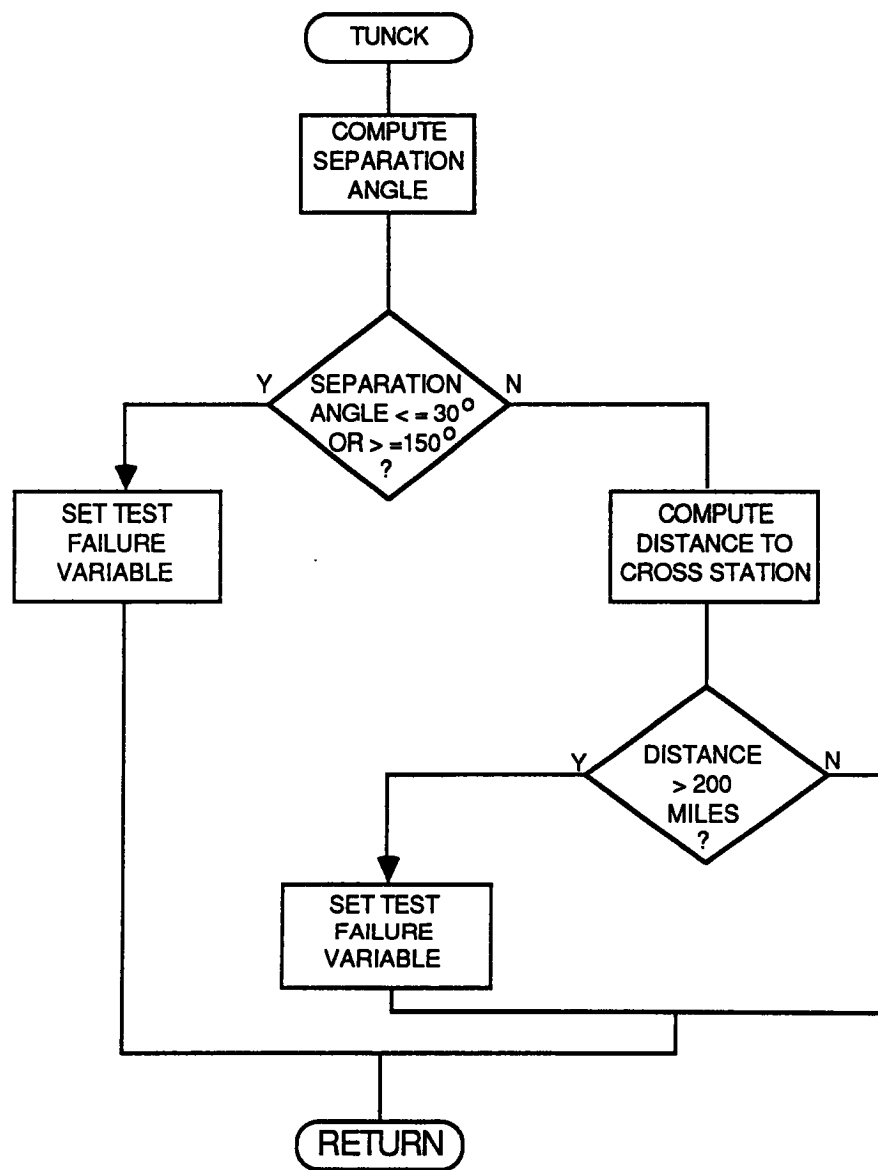 TUNCK
COMPUTE
SEPARATION
ANGLE
Y
SEPARATION
ANGLE < = 30°
OR > =150°
?
N
SET TEST
FAILURE
VARIABLE
COMPUTE
DISTANCE TO
CROSS STATION
Y
DISTANCE
> 200
MILES
?
N
SET TEST
FAILURE
VARIABLE
RETURN